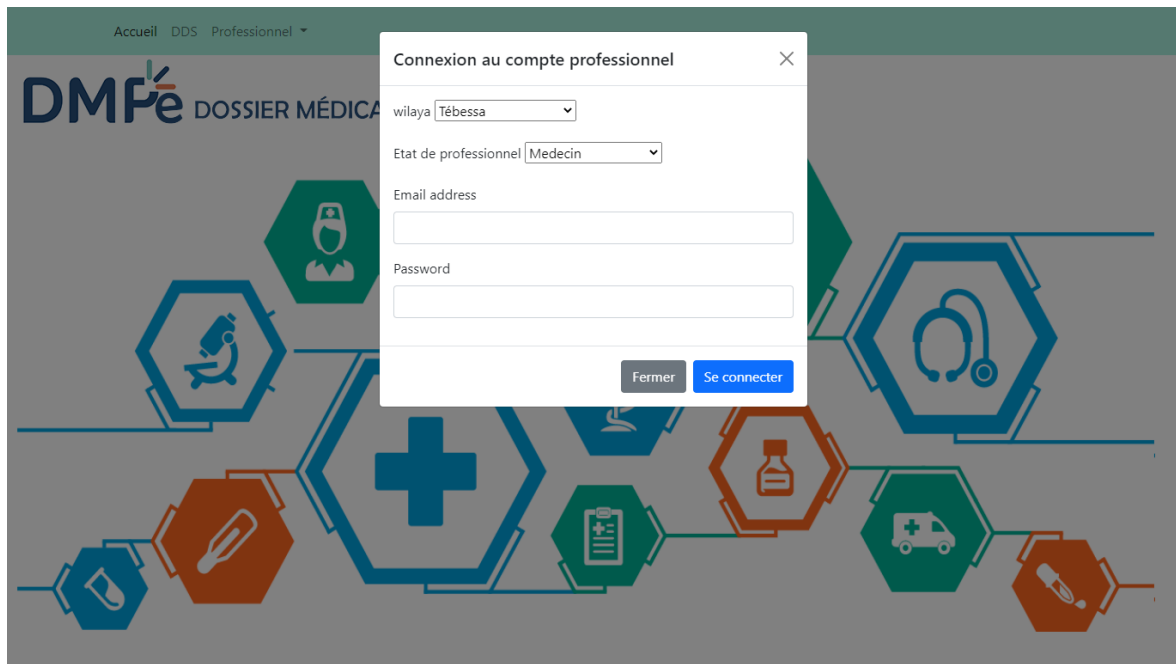 Accueil DDS Professionnel
Connexion au compte professionnel
DMPe DOSSIER MÉDICA
wilaya Tébessa
Etat de professionnel Medecin
Email address
Password
Fermer Se connecter